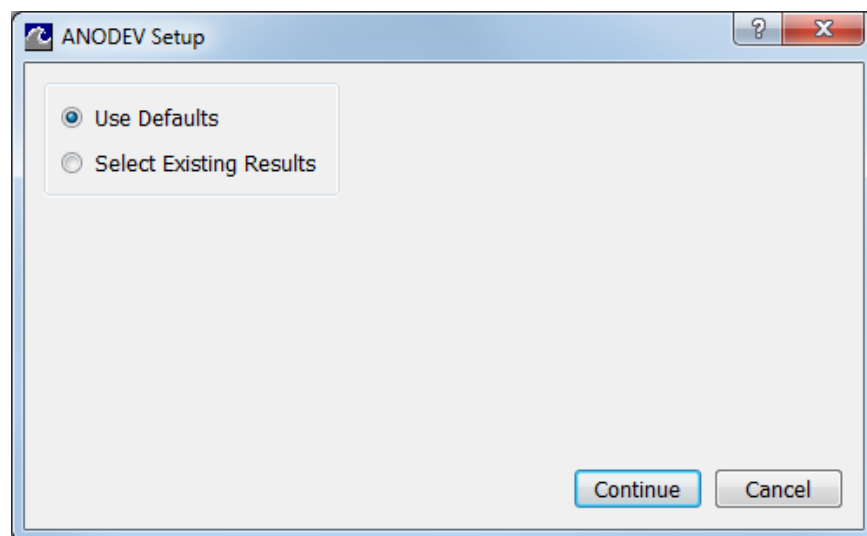 ANODEV Setup
Use Defaults
Select Existing Results
Continue Cancel